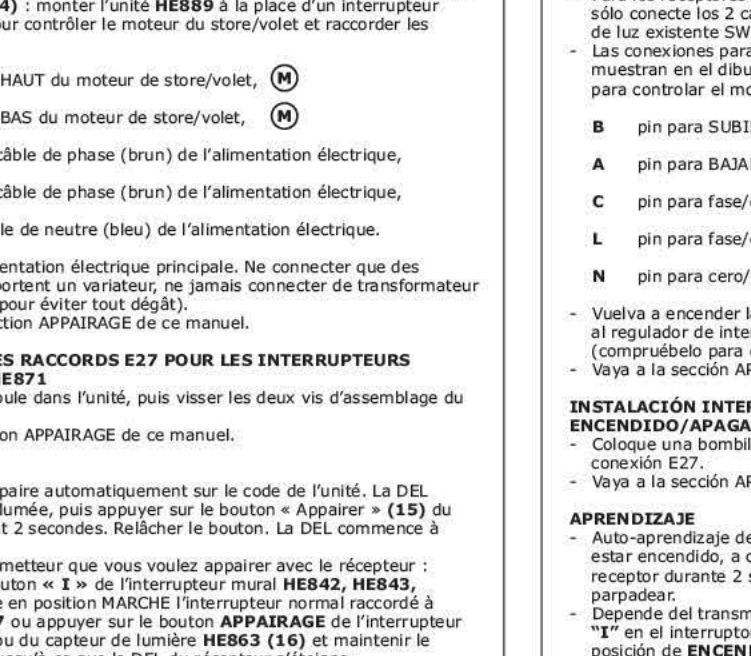 4) : monter l'unité HE889 à la place d'un interrupteur
ur contrôler le moteur du store/volet et raccorder les
HAUT du moteur de store/volet, M
BAS du moteur de store/volet, M
câble de phase (brun) de l'alimentation électrique,
câble de phase (brun) de l'alimentation électrique,
le de neutre (bleu) de l'alimentation électrique.
entation électrique principale. Ne connecter que des
portent un variateur, ne jamais connecter de transformateur
pour éviter tout dégât).
ction APPAIRAGE de ce manuel.
ES RACCORDS E27 POUR LES INTERRUPTEURS
HE871
oule dans l'unité, puis visser les deux vis d'assemblage du
on APPAIRAGE de ce manuel.
paire automatiquement sur le code de l'unité. La DEL
lumée, puis appuyer sur le bouton « Appairer » (15) du
t 2 secondes. Relâcher le bouton. La DEL commence à
metteur que vous voulez appairer avec le récepteur :
uton « I » de l'interrupteur mural HE842, HE843,
e en position MARCHE l'interrupteur normal raccordé à
7 ou appuyer sur le bouton APPAIRAGE de l'interrupteur
ou du capteur de lumière HE863 (16) et maintenir le
sólo conecte los 2 ca
de luz existente SW
- Las conexiones para
muestran en el dibu
para controlar el mo
B pin para SUBI
A pin para BAJA
C pin para fase/
L pin para fase/
N pin para cero/
- Vuelva a encender l
al regulador de inte
(compruébelo para
- Vaya a la sección AP
INSTALACIÓN INTER
ENCENDIDO/APAGA
- Coloque una bombil
conexión E27.
- Vaya a la sección AP
APRENDIZAJE
- Auto-aprendizaje de
estar encendido, a c
receptor durante 2 s
parpadear.
- Depende del transm
"I" en el interrupto
posición de ENCEND